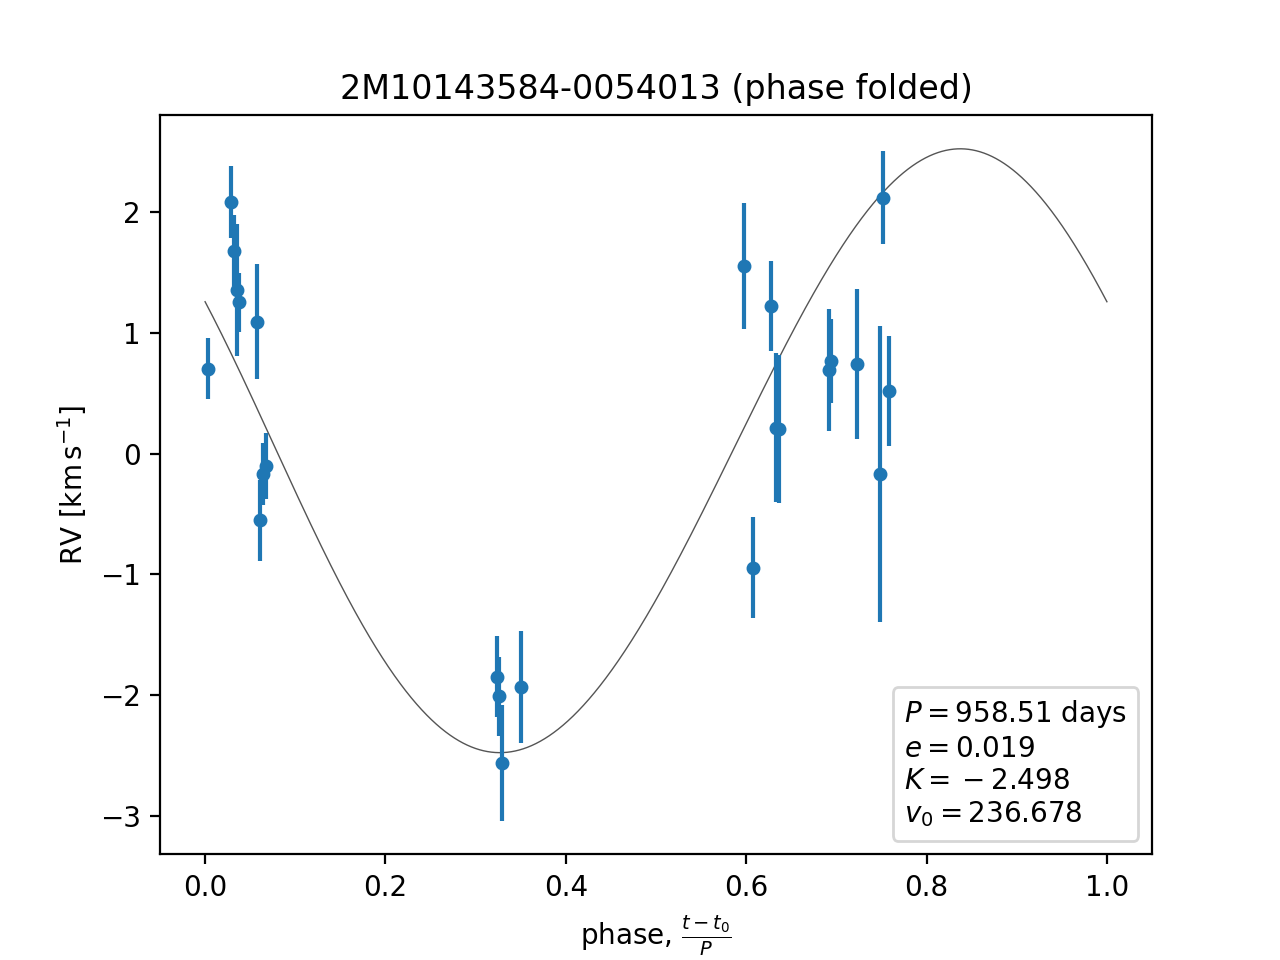 2M10143584-0054013 (phase folded)
RV [km s⁻¹]
2
1
0
−1
−2
−3
P = 958.51 days
e = 0.019
K = −2.498
v₀ = 236.678
0.0 0.2 0.4 0.6 0.8 1.0
phase, (t − t₀)/P